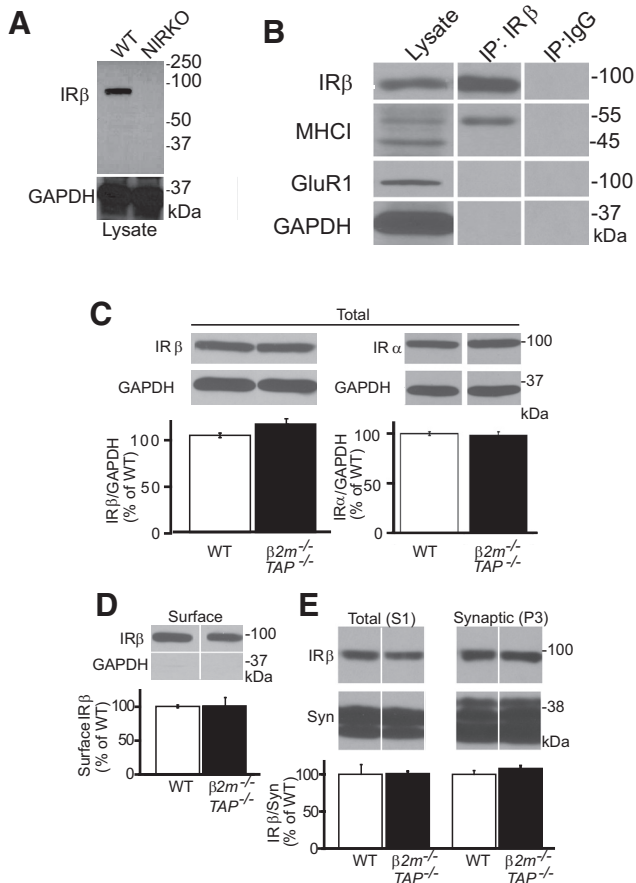 A
WT
NIRKO
IRβ
-250
-100
-50
-37
GAPDH
-37
kDa
Lysate
B
Lysate
IP: IR β
IP:IgG
IRβ
-100
MHCI
-55
-45
GluR1
-100
GAPDH
-37
kDa
C
Total
IR β
GAPDH
IR α
-100
GAPDH
-37
kDa
IRβ/GAPDH
(% of WT)
100
50
0
WT
β2m-/-
TAP-/-
IRα/GAPDH
(% of WT)
100
50
0
WT
β2m-/-
TAP-/-
D
Surface
IRβ
-100
GAPDH
-37
kDa
Surface IRβ
(% of WT)
100
50
0
WT
β2m-/-
TAP-/-
E
Total (S1)
Synaptic (P3)
IRβ
-100
Syn
-38
kDa
IR β/Syn
(% of WT)
100
50
0
WT
β2m-/-
TAP-/-
WT
β2m-/-
TAP-/-